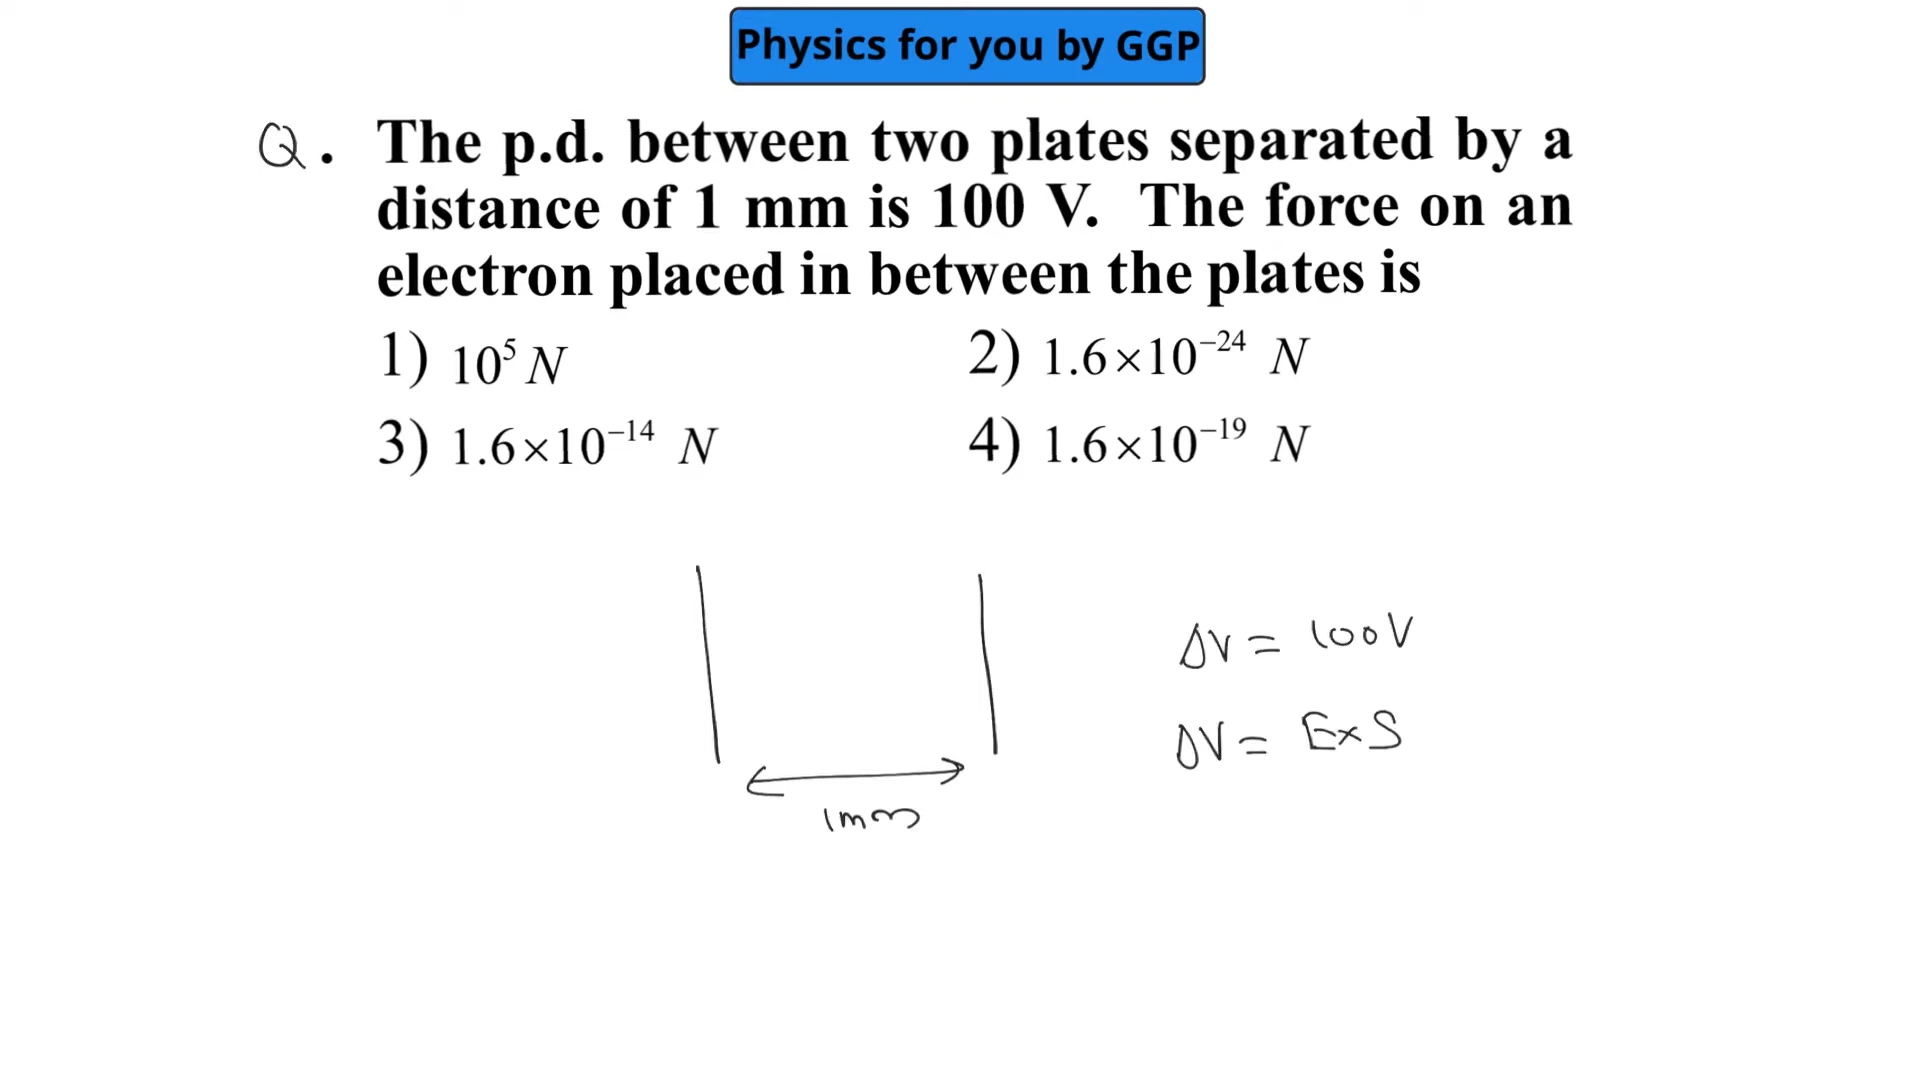 Physics for you by GGP
Q. The p.d. between two plates separated by a
distance of 1 mm is 100 V. The force on an
electron placed in between the plates is
1) 10⁵ N 2) 1.6×10⁻²⁴ N
3) 1.6×10⁻¹⁴ N 4) 1.6×10⁻¹⁹ N
ΔV = 100V
ΔV = E×S
1mm